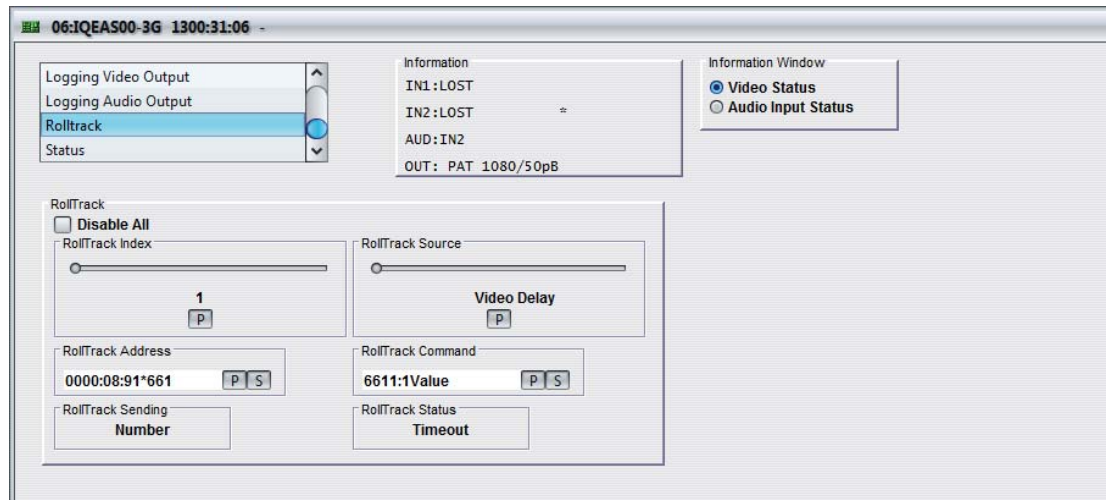 06:IQEAS00-3G 1300:31:06 -
Logging Video Output
Logging Audio Output
Rolltrack
Status
Information
IN1:LOST
IN2:LOST *
AUD:IN2
OUT: PAT 1080/50pB
Information Window
Video Status
Audio Input Status
RollTrack
Disable All
RollTrack Index
1
P
RollTrack Source
Video Delay
P
RollTrack Address
0000:08:91*661 P S
RollTrack Command
6611:1Value P S
RollTrack Sending
Number
RollTrack Status
Timeout